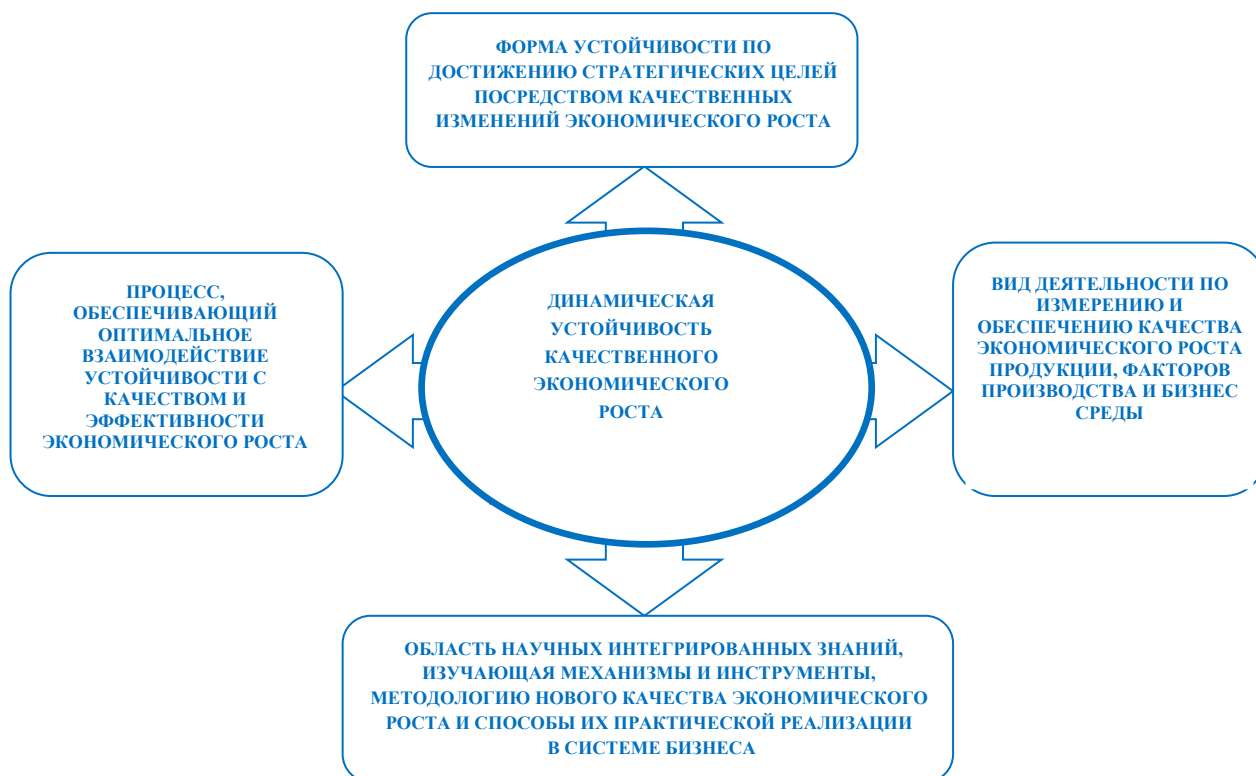 ФОРМА УСТОЙЧИВОСТИ ПО
ДОСТИЖЕНИЮ СТРАТЕГИЧЕСКИХ ЦЕЛЕЙ
ПОСРЕДСТВОМ КАЧЕСТВЕННЫХ
ИЗМЕНЕНИЙ ЭКОНОМИЧЕСКОГО РОСТА
ПРОЦЕСС,
ОБЕСПЕЧИВАЮЩИЙ
ОПТИМАЛЬНОЕ
ВЗАИМОДЕЙСТВИЕ
УСТОЙЧИВОСТИ С
КАЧЕСТВОМ И
ЭФФЕКТИВНОСТИ
ЭКОНОМИЧЕСКОГО РОСТА
ДИНАМИЧЕСКАЯ
УСТОЙЧИВОСТЬ
КАЧЕСТВЕННОГО
ЭКОНОМИЧЕСКОГО
РОСТА
ВИД ДЕЯТЕЛЬНОСТИ ПО
ИЗМЕРЕНИЮ И
ОБЕСПЕЧЕНИЮ КАЧЕСТВА
ЭКОНОМИЧЕСКОГО РОСТА
ПРОДУКЦИИ, ФАКТОРОВ
ПРОИЗВОДСТВА И БИЗНЕС
СРЕДЫ
ОБЛАСТЬ НАУЧНЫХ ИНТЕГРИРОВАННЫХ ЗНАНИЙ,
ИЗУЧАЮЩАЯ МЕХАНИЗМЫ И ИНСТРУМЕНТЫ,
МЕТОДОЛОГИЮ НОВОГО КАЧЕСТВА ЭКОНОМИЧЕСКОГО
РОСТА И СПОСОБЫ ИХ ПРАКТИЧЕСКОЙ РЕАЛИЗАЦИИ
В СИСТЕМЕ БИЗНЕСА